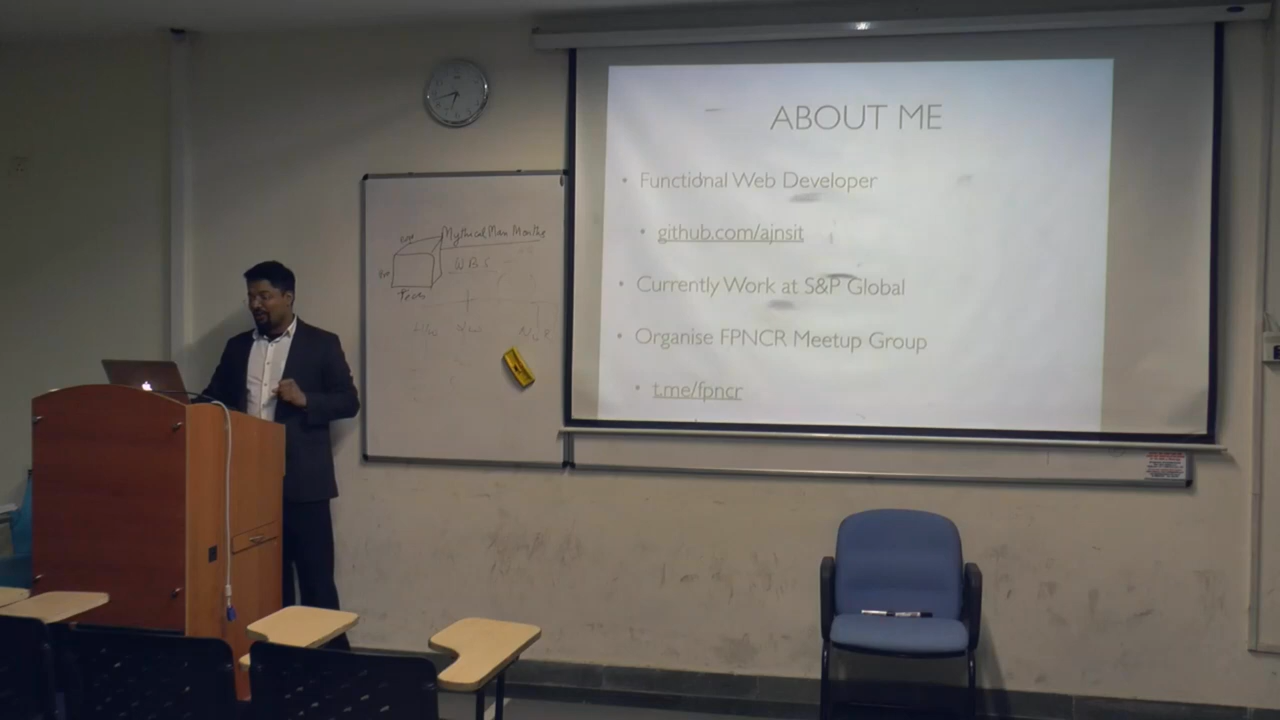 ABOUT ME
• Functional Web Developer
• github.com/ajnsit
• Currently Work at S&P Global
• Organise FPNCR Meetup Group
• t.me/fpncr
Mythical Man Months
WBS